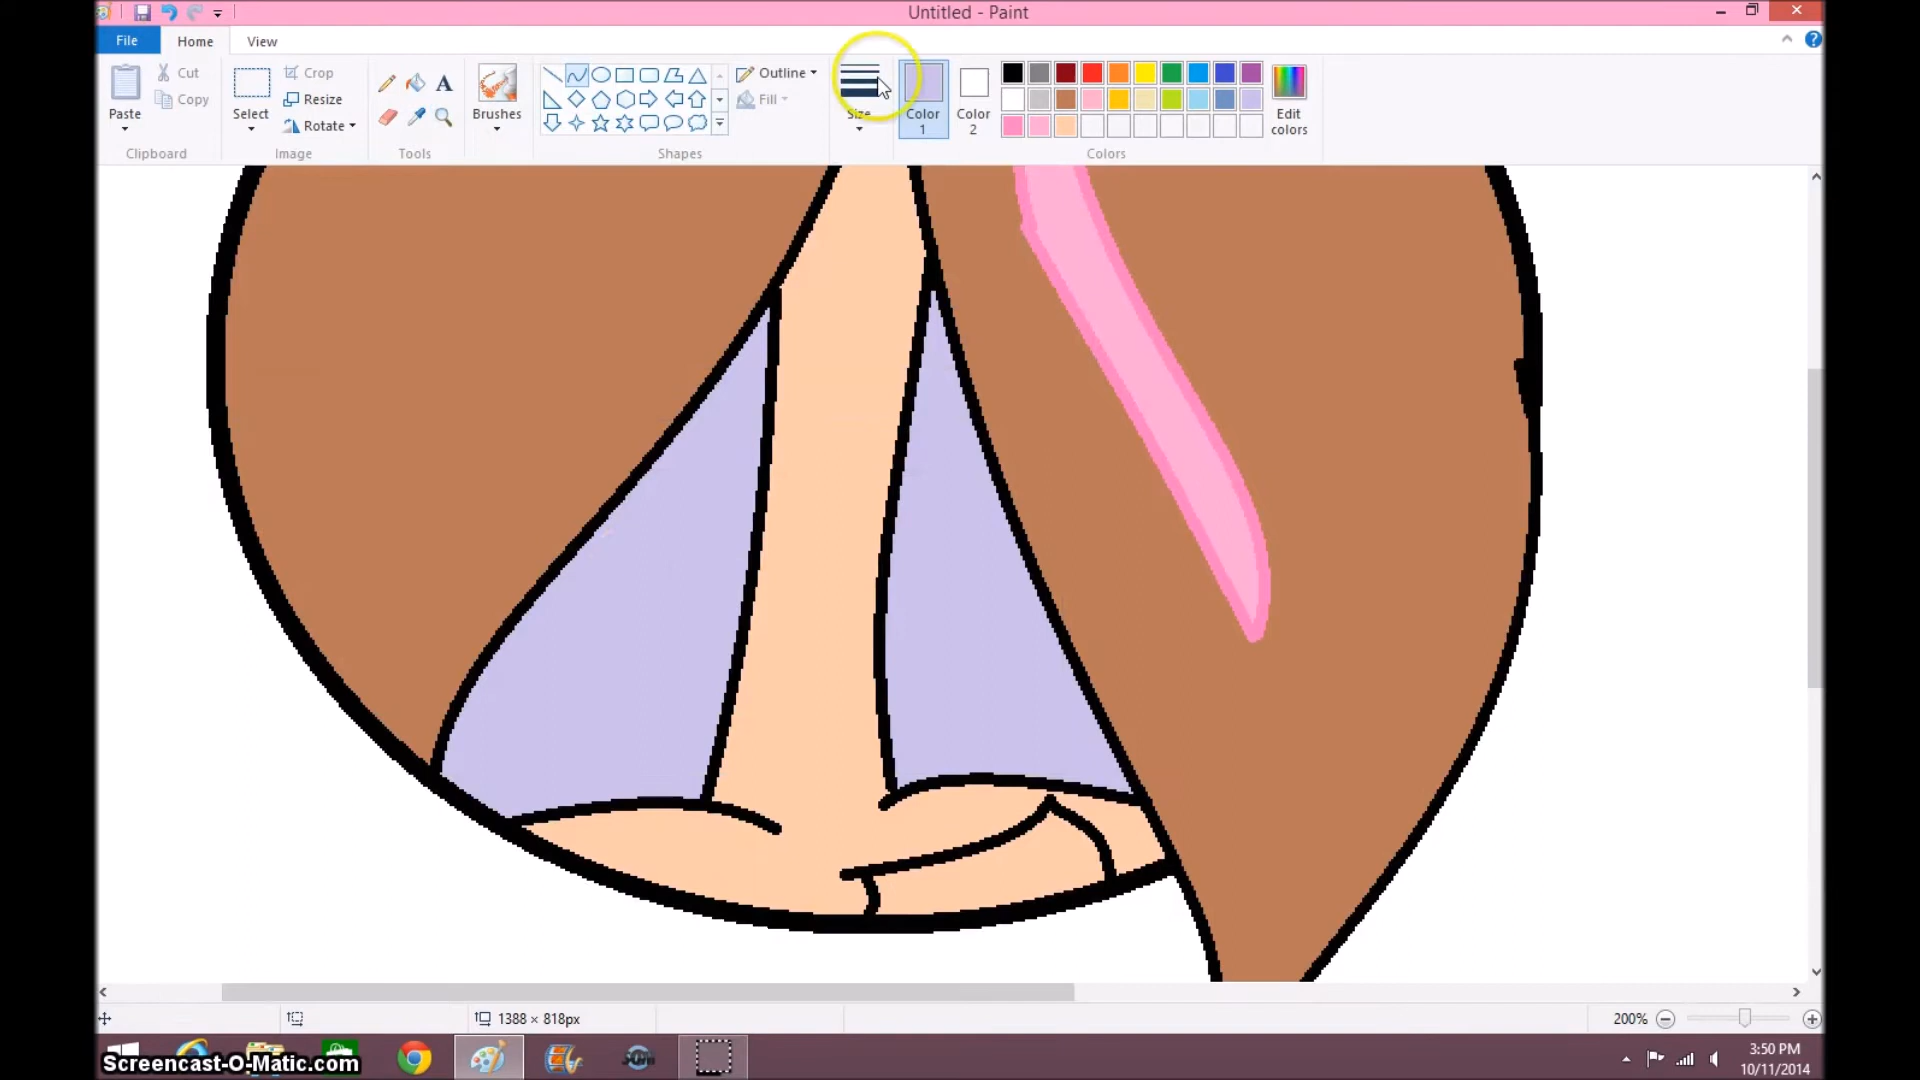 Untitled - Paint
File
Home
View
Paste
Cut
Copy
Clipboard
Select
Crop
Resize
Rotate
Image
A
Tools
Brushes
Outline
Fill
Shapes
Size
Color
1
Color
2
Edit
colors
Colors
1388 × 818px
200%
Screencast-O-Matic.com
3:50 PM
10/11/2014